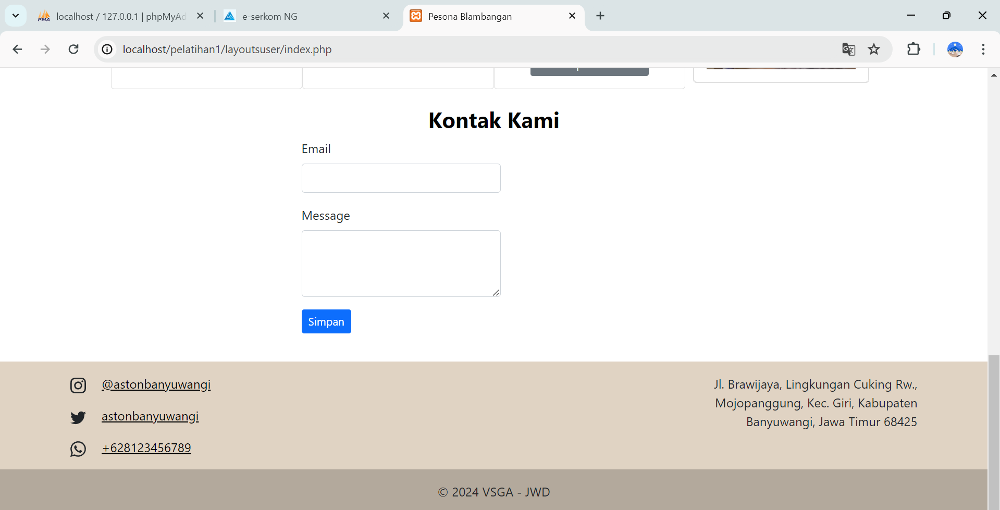 PMA
localhost / 127.0.0.1 | phpMyAd
e-serkom NG
Pesona Blambangan
localhost/pelatihan1/layoutsuser/index.php
Kontak Kami
Email
Message
Simpan
@astonbanyuwangi
astonbanyuwangi
+628123456789
Jl. Brawijaya, Lingkungan Cuking Rw.,
Mojopanggung, Kec. Giri, Kabupaten
Banyuwangi, Jawa Timur 68425
© 2024 VSGA - JWD